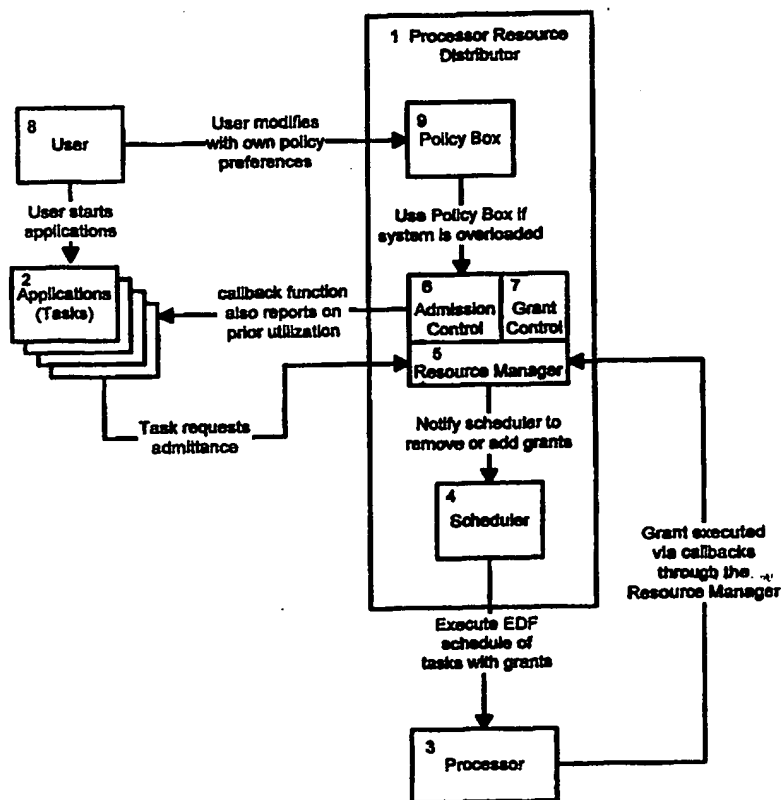 1 Processor Resource
Distributor
8
User
User modifies
with own policy
preferences
9
Policy Box
User starts
applications
Use Policy Box if
system is overloaded
2
Applications
(Tasks)
callback function
also reports on
prior utilization
6
Admission
Control
7
Grant
Control
5
Resource Manager
Task requests
admittance
Notify scheduler to
remove or add grants
4
Scheduler
Grant executed
via callbacks
through the
Resource Manager
Execute EDF
schedule of
tasks with grants
3
Processor